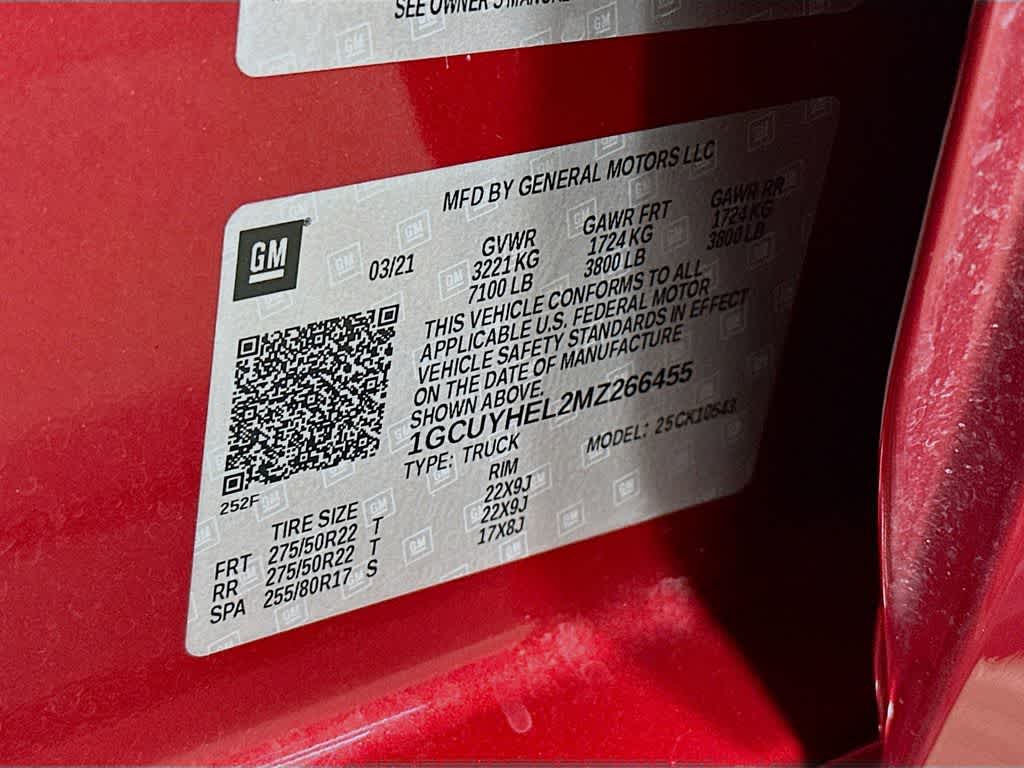 SEE OWNER'S MANUAL
MFD BY GENERAL MOTORS LLC
GM
03/21
GVWR GAWR FRT GAWR RR
3221 KG 1724 KG 1724 KG
7100 LB 3800 LB 3800 LB
THIS VEHICLE CONFORMS TO ALL
APPLICABLE U.S. FEDERAL MOTOR
VEHICLE SAFETY STANDARDS IN EFFECT
ON THE DATE OF MANUFACTURE
SHOWN ABOVE.
1GCUYHEL2MZ266455
TYPE: TRUCK MODEL: 25 CK10543
252F
TIRE SIZE RIM
FRT 275/50R22 T 22X9J
RR 275/50R22 T 22X9J
SPA 255/80R17 S 17X8J